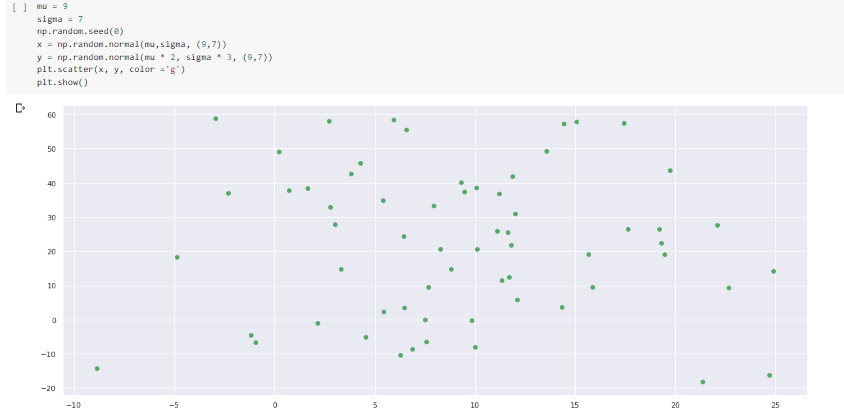 [ ] mu = 9
sigma = 7
np.random.seed(0)
x = np.random.normal(mu,sigma, (9,7))
y = np.random.normal(mu * 2, sigma * 3, (9,7))
plt.scatter(x, y, color ='g')
plt.show()
60
50
40
30
20
10
0
−10
−20
−10 −5 0 5 10 15 20 25